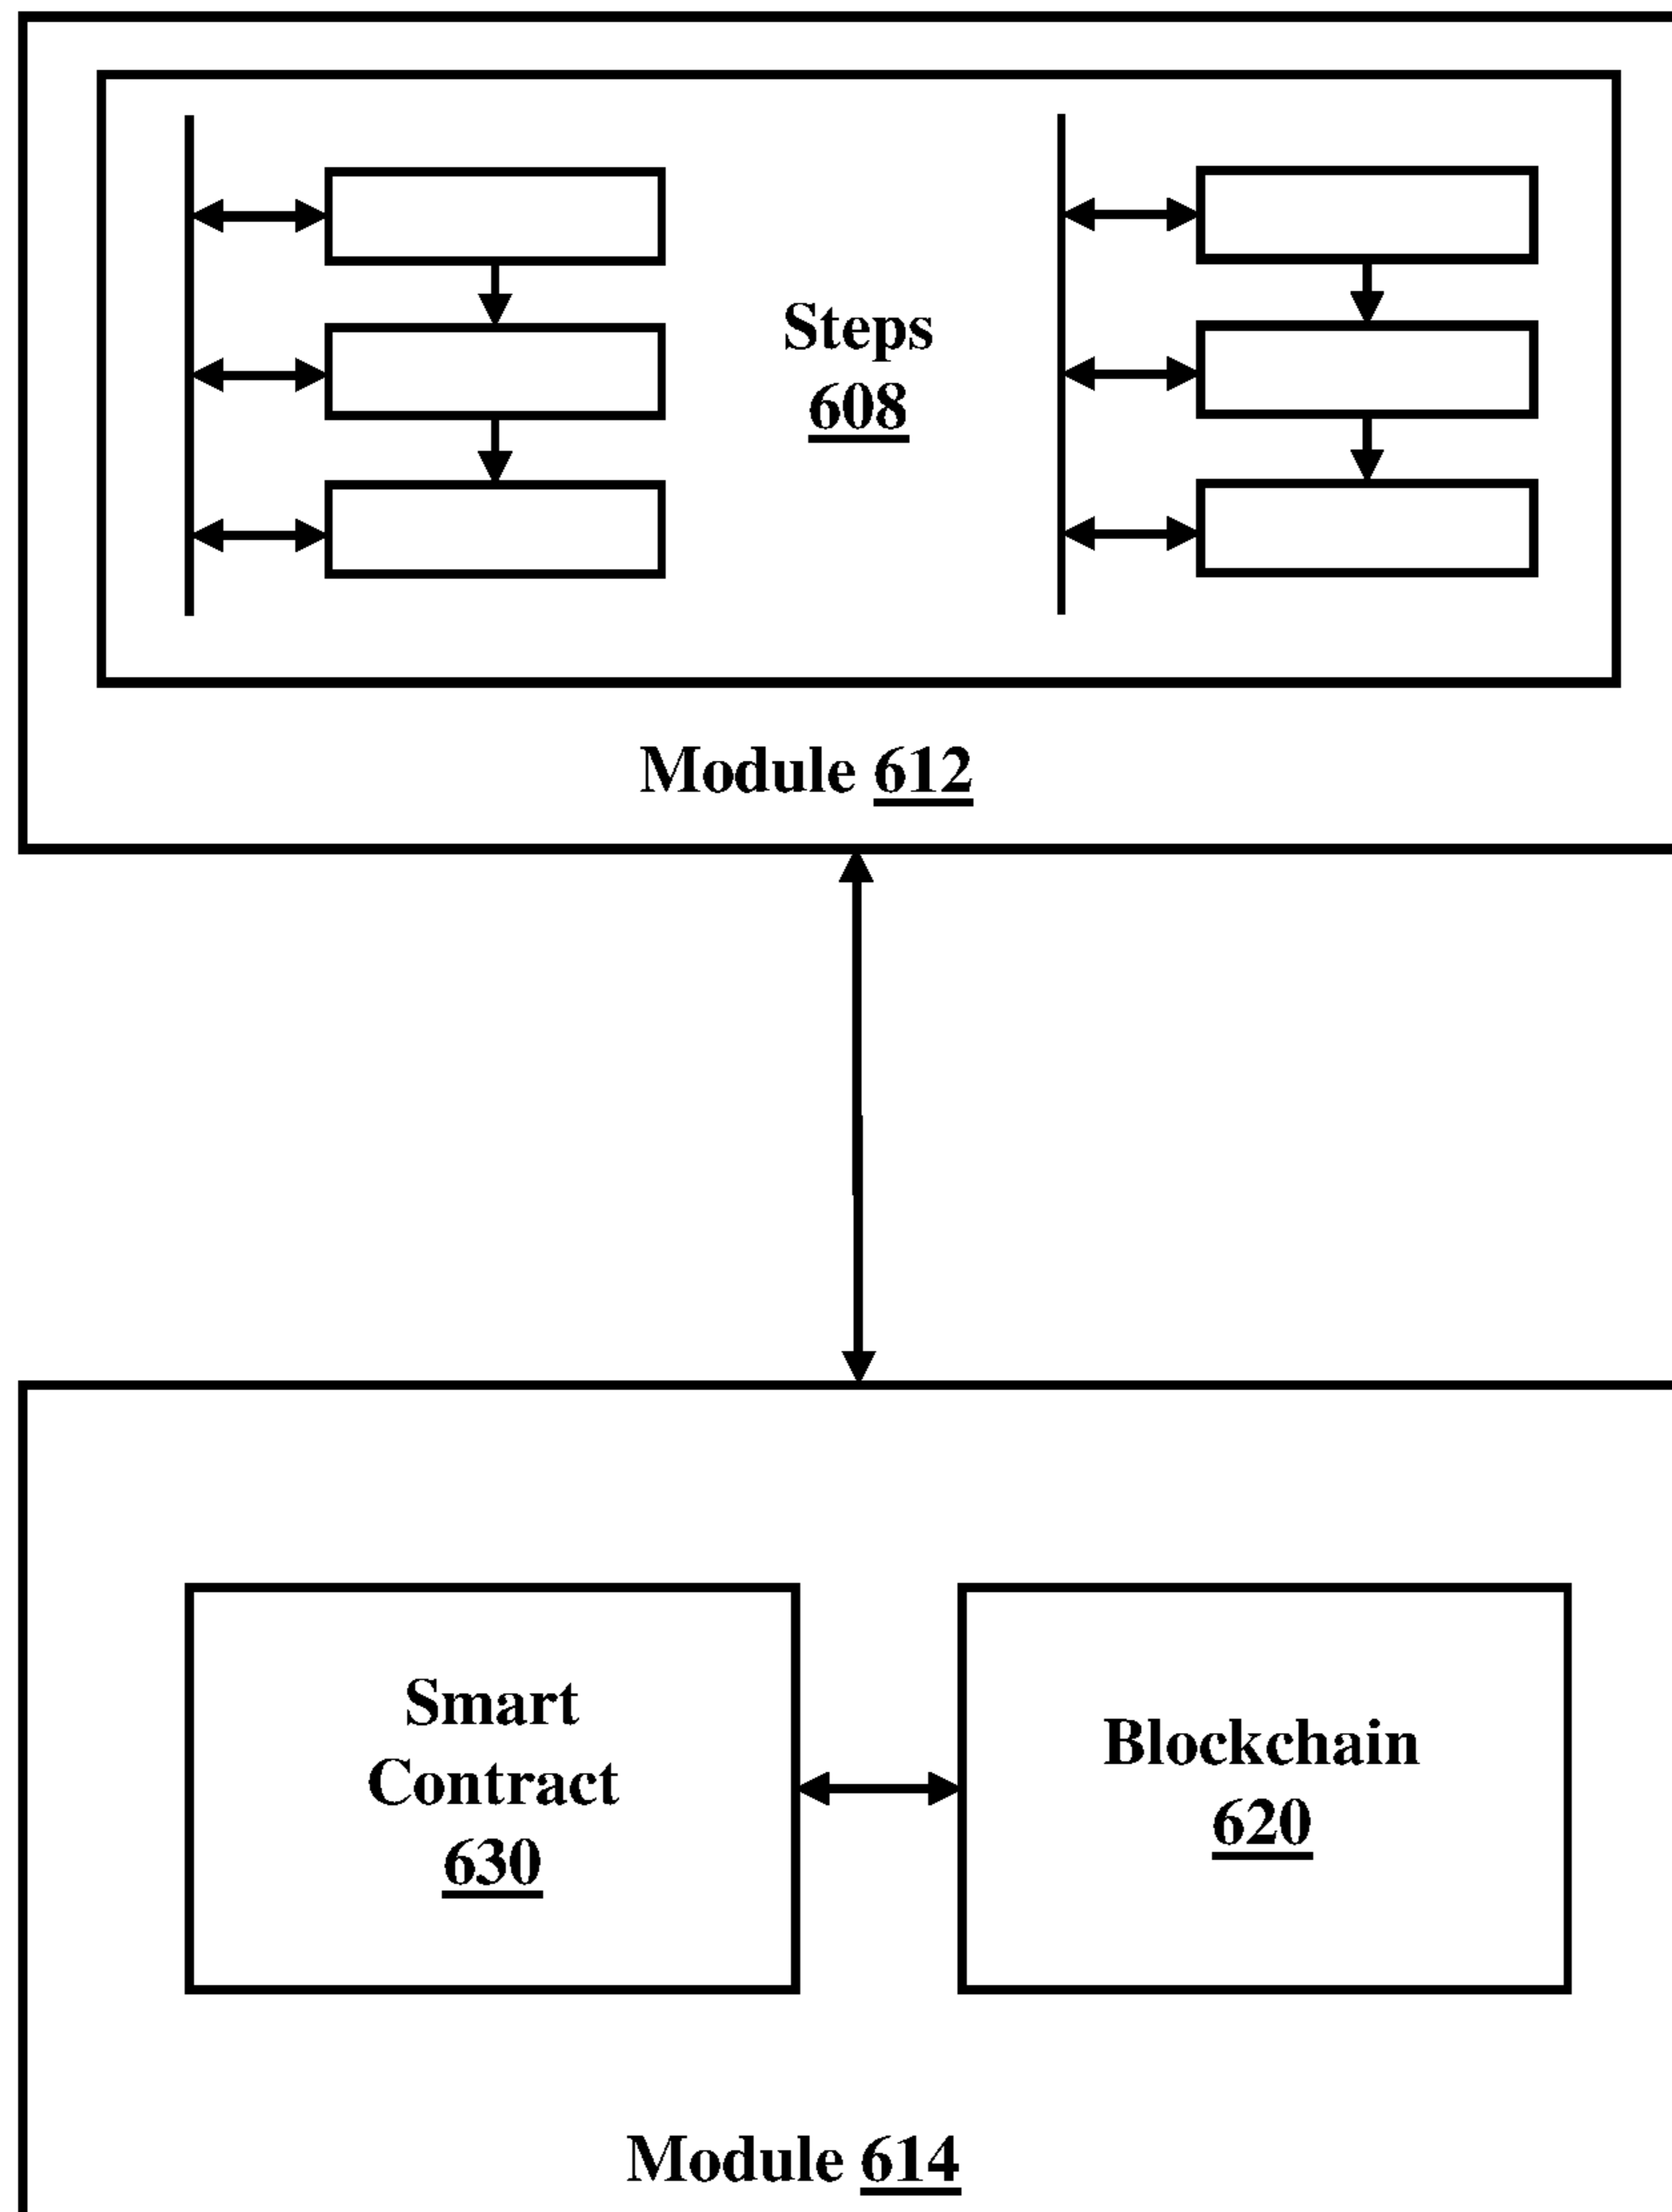 Steps
608
Module 612
Smart
Contract
630
Blockchain
620
Module 614